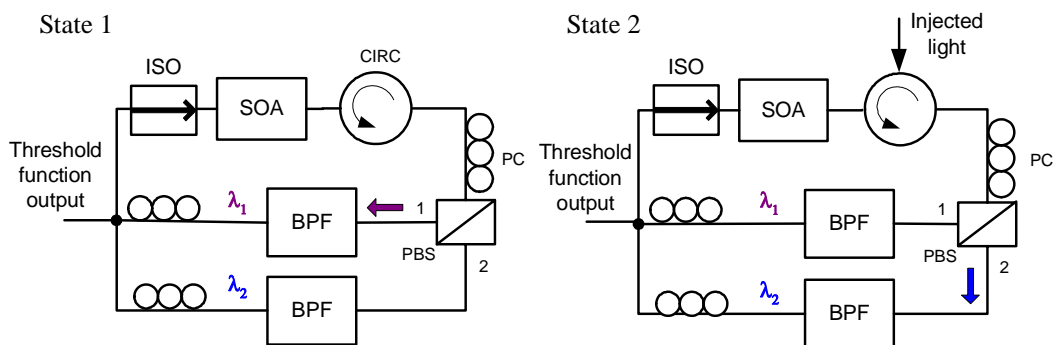 State 1
ISO
SOA
CIRC
PC
Threshold
function
output
λ1
BPF
1
PBS
2
λ2
BPF
State 2
Injected
light
ISO
SOA
PC
Threshold
function
output
λ1
BPF
1
PBS
2
λ2
BPF